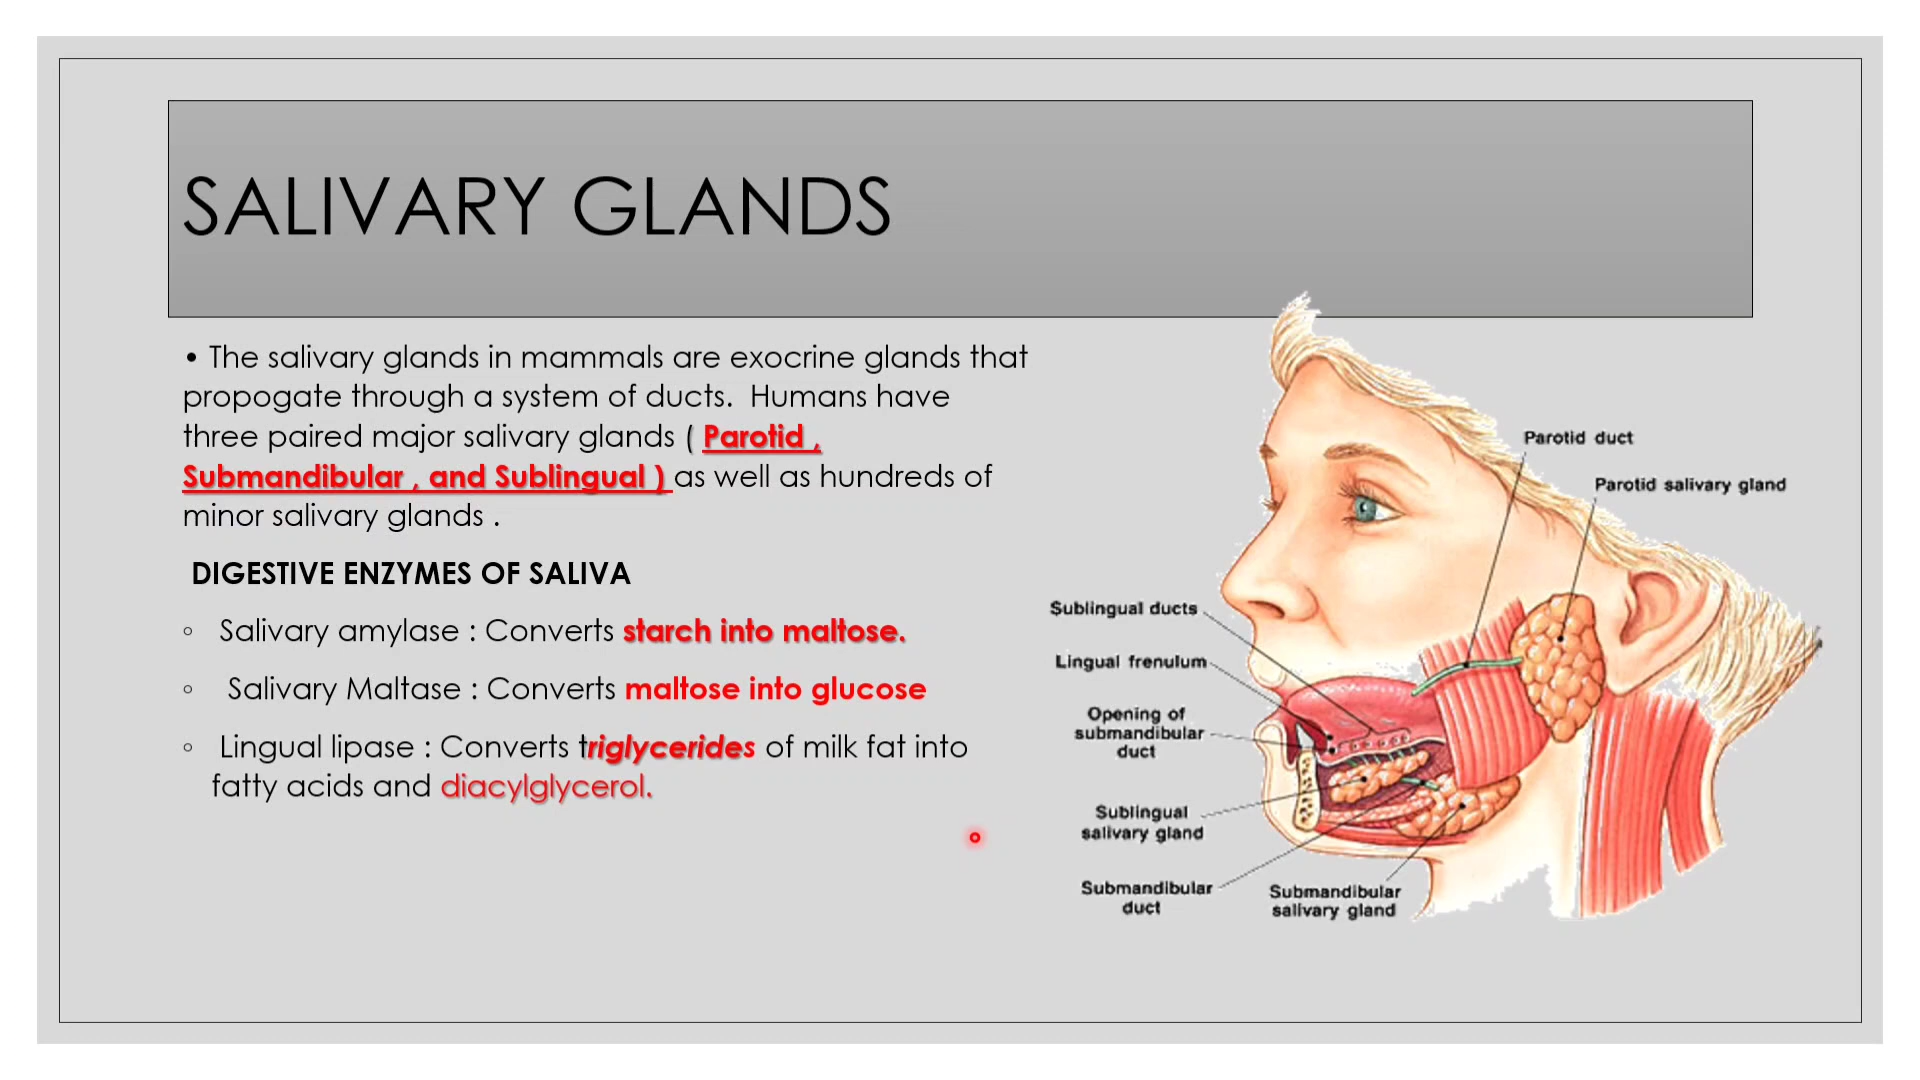 SALIVARY GLANDS
• The salivary glands in mammals are exocrine glands that
propogate through a system of ducts. Humans have
three paired major salivary glands ( Parotid ,
Submandibular , and Sublingual ) as well as hundreds of
minor salivary glands .
DIGESTIVE ENZYMES OF SALIVA
◦ Salivary amylase : Converts starch into maltose.
◦ Salivary Maltase : Converts maltose into glucose
◦ Lingual lipase : Converts triglycerides of milk fat into
fatty acids and diacylglycerol.
Parotid duct
Parotid salivary gland
Sublingual ducts
Lingual frenulum
Opening of
submandibular
duct
Sublingual
salivary gland
Submandibular
duct
Submandibular
salivary gland